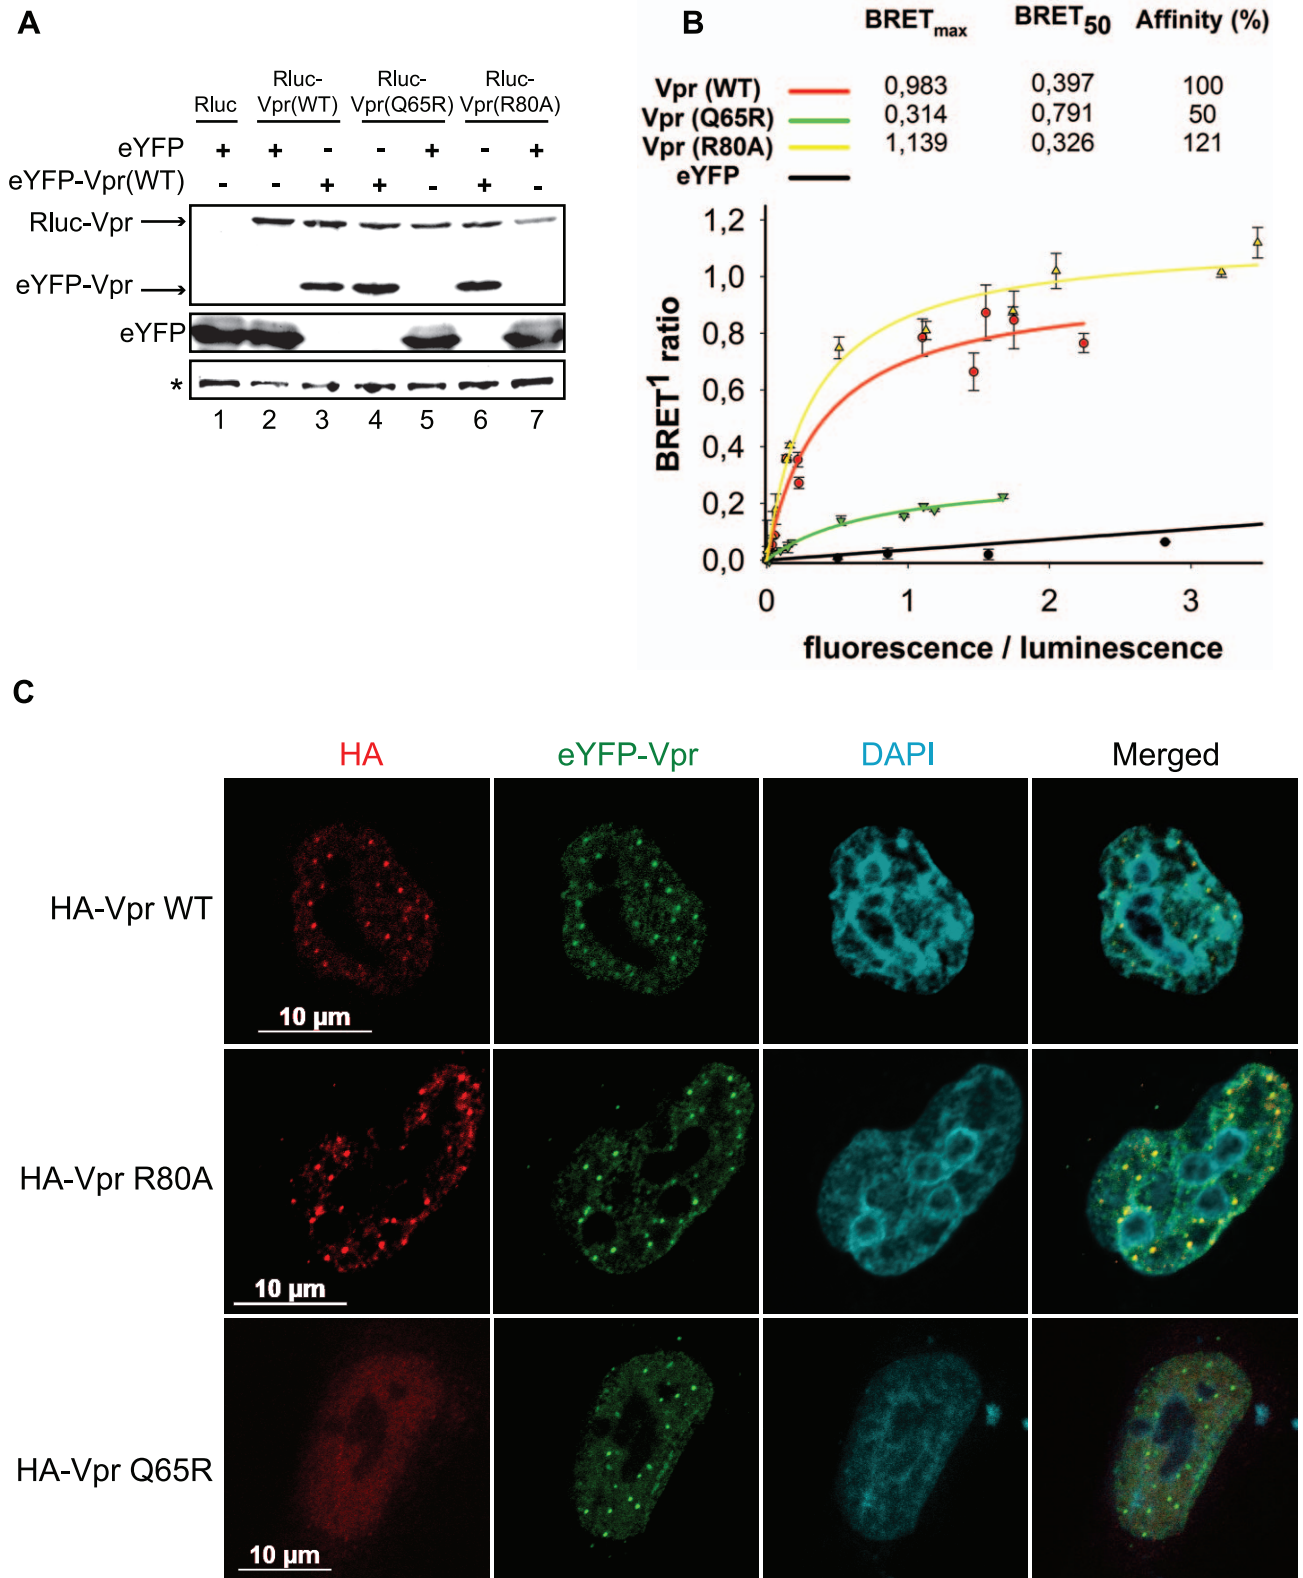 A
Rluc
Rluc-
Vpr(WT)
Rluc-
Vpr(Q65R)
Rluc-
Vpr(R80A)
eYFP + + - - + - +
eYFP-Vpr(WT) - - + + - + -
Rluc-Vpr
eYFP-Vpr
eYFP
*
1 2 3 4 5 6 7
B
BRETmax BRET50 Affinity (%)
Vpr (WT) 0,983 0,397 100
Vpr (Q65R) 0,314 0,791 50
Vpr (R80A) 1,139 0,326 121
eYFP
BRET1 ratio
1,2
1,0
0,8
0,6
0,4
0,2
0,0
0 1 2 3
fluorescence / luminescence
C
HA eYFP-Vpr DAPI Merged
HA-Vpr WT
10 µm
HA-Vpr R80A
10 µm
HA-Vpr Q65R
10 µm